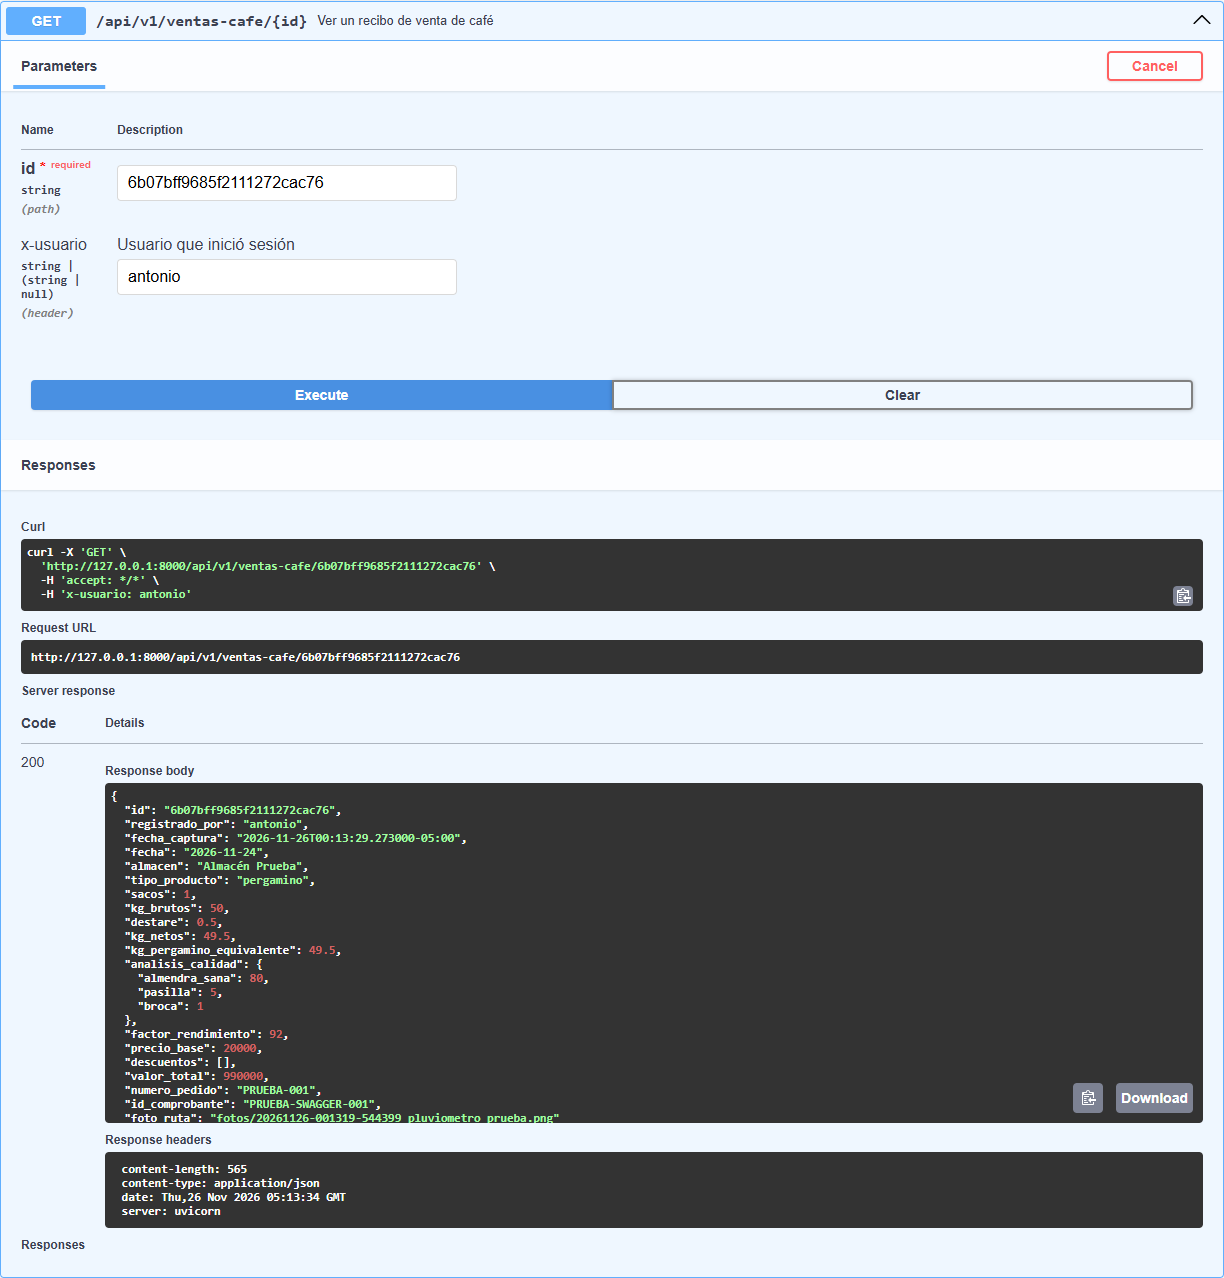 GET /api/v1/ventas-cafe/{id} Ver un recibo de venta de café
Parameters
Cancel
Name Description
id * required
string
(path)
6b07bff9685f2111272cac76
x-usuario
string |
(string |
null)
(header)
Usuario que inició sesión
antonio
Execute Clear
Responses
Curl
curl -X 'GET' \
  'http://127.0.0.1:8000/api/v1/ventas-cafe/6b07bff9685f2111272cac76' \
  -H 'accept: */*' \
  -H 'x-usuario: antonio'
Request URL
http://127.0.0.1:8000/api/v1/ventas-cafe/6b07bff9685f2111272cac76
Server response
Code Details
200
Response body
{
  "id": "6b07bff9685f2111272cac76",
  "registrado_por": "antonio",
  "fecha_captura": "2026-11-26T00:13:29.273000-05:00",
  "fecha": "2026-11-24",
  "almacen": "Almacén Prueba",
  "tipo_producto": "pergamino",
  "sacos": 1,
  "kg_brutos": 50,
  "destare": 0.5,
  "kg_netos": 49.5,
  "kg_pergamino_equivalente": 49.5,
  "analisis_calidad": {
    "almendra_sana": 80,
    "pasilla": 5,
    "broca": 1
  },
  "factor_rendimiento": 92,
  "precio_base": 20000,
  "descuentos": [],
  "valor_total": 990000,
  "numero_pedido": "PRUEBA-001",
  "id_comprobante": "PRUEBA-SWAGGER-001",
  "foto_ruta": "fotos/20261126-001319-544399_pluviometro_prueba.png"
Download
Response headers
content-length: 565
content-type: application/json
date: Thu,26 Nov 2026 05:13:34 GMT
server: uvicorn
Responses